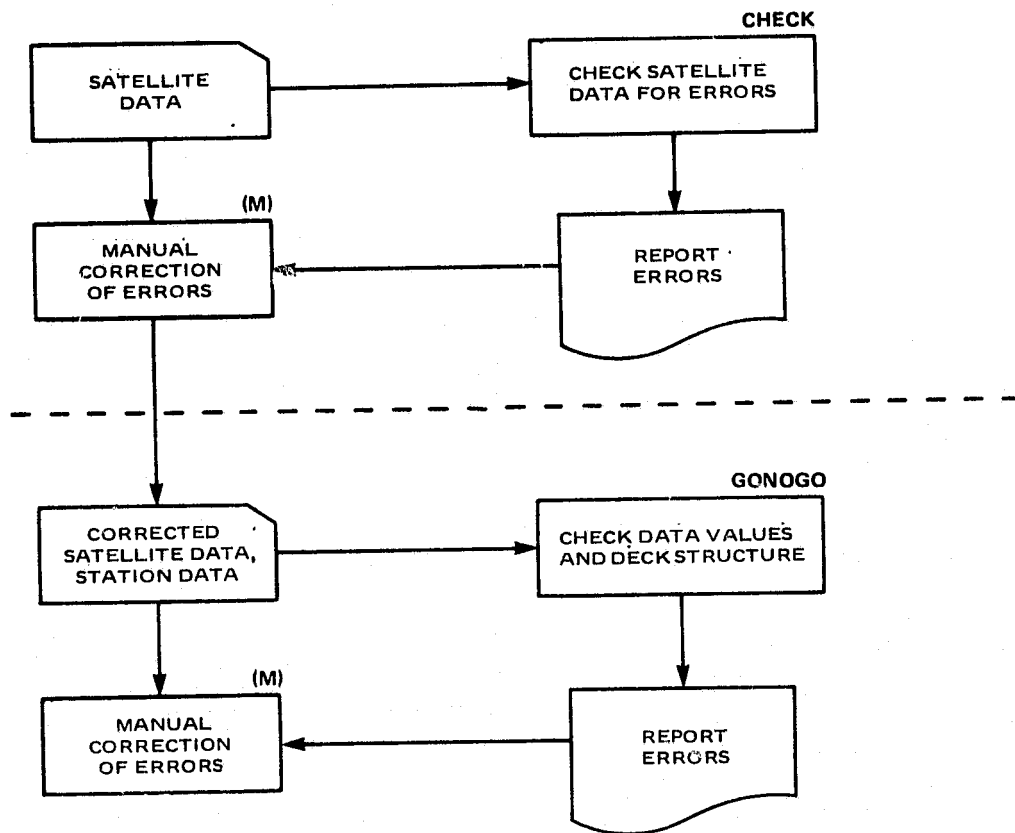 CHECK
SATELLITE
DATA
CHECK SATELLITE
DATA FOR ERRORS
(M)
MANUAL
CORRECTION
OF ERRORS
REPORT
ERRORS
GONOGO
CORRECTED
SATELLITE DATA,
STATION DATA
CHECK DATA VALUES
AND DECK STRUCTURE
(M)
MANUAL
CORRECTION
OF ERRORS
REPORT
ERRORS